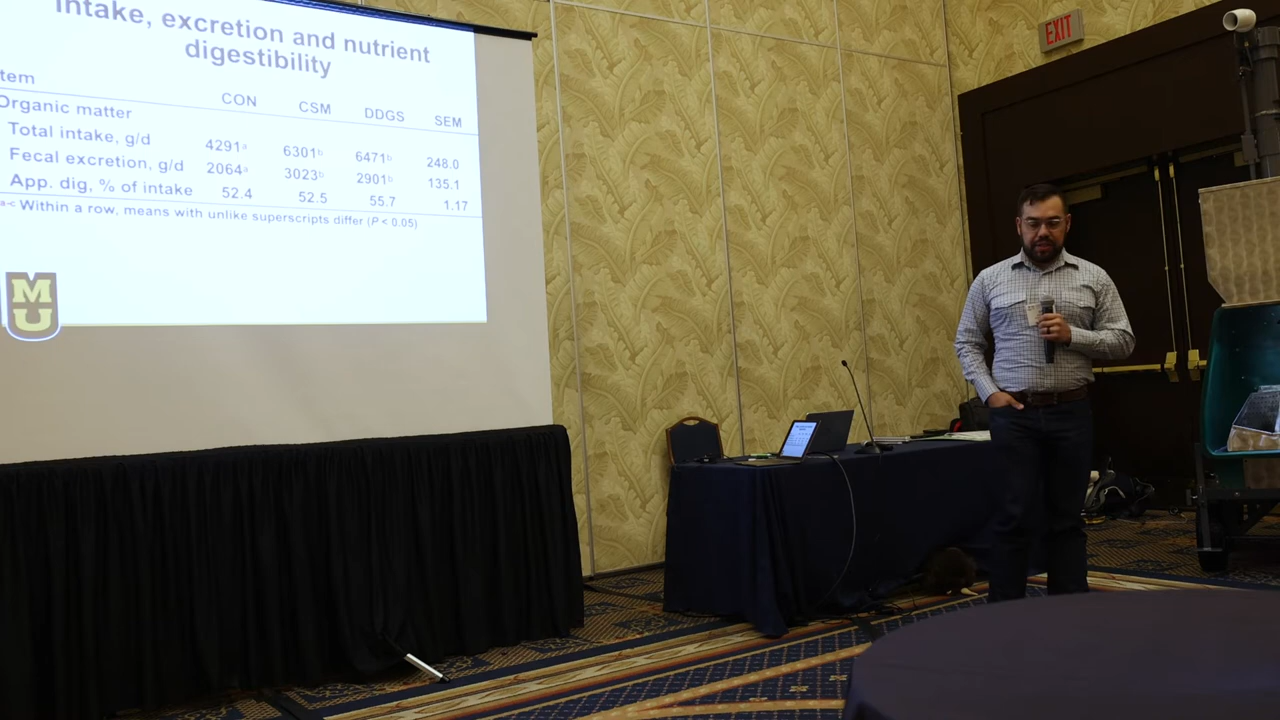 Intake, excretion and nutrient
digestibility
tem CON CSM DDGS SEM
Organic matter
Total intake, g/d 4291ᵃ 6301ᵇ 6471ᵇ 248.0
Fecal excretion, g/d 2064ᵃ 3023ᵇ 2901ᵇ 135.1
App. dig, % of intake 52.4 52.5 55.7 1.17
ᵃ⁻ᶜ Within a row, means with unlike superscripts differ (P < 0.05)
MU
EXIT